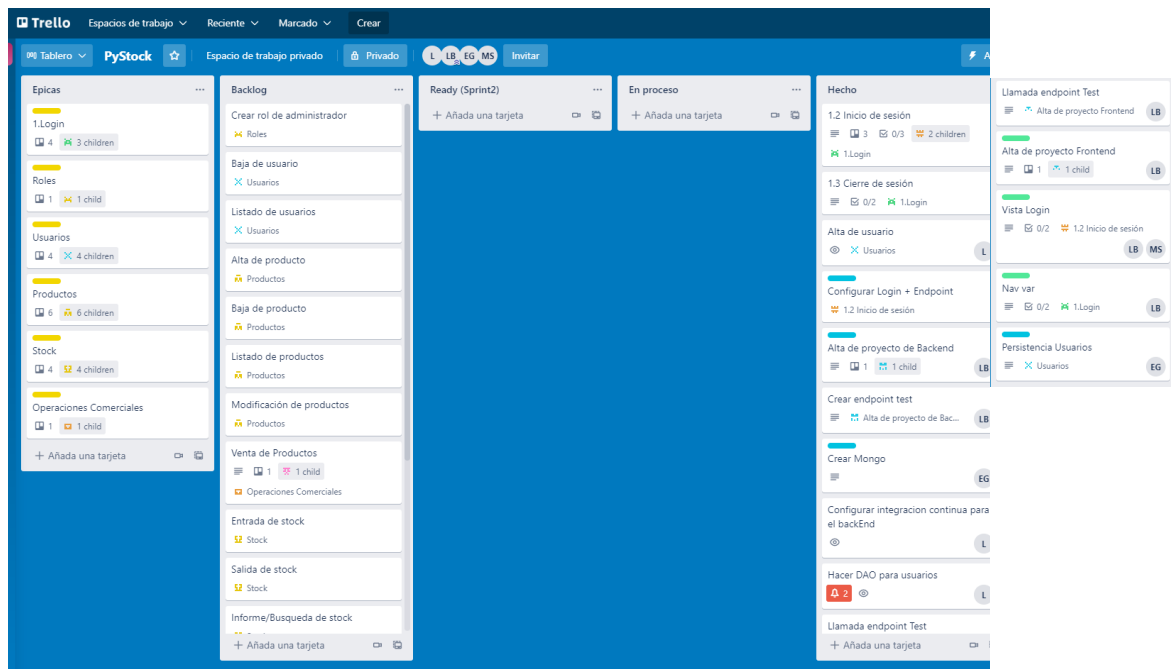 Trello Espacios de trabajo Reciente Marcado Crear
Tablero PyStock Espacio de trabajo privado Privado L LB EG MS Invitar
Epicas
1.Login
4 3 children
Roles
1 1 child
Usuarios
4 4 children
Productos
6 6 children
Stock
4 4 children
Operaciones Comerciales
1 1 child
+ Añada una tarjeta
Backlog
Crear rol de administrador
Roles
Baja de usuario
Usuarios
Listado de usuarios
Usuarios
Alta de producto
Productos
Baja de producto
Productos
Listado de productos
Productos
Modificación de productos
Productos
Venta de Productos
1 1 child
Operaciones Comerciales
Entrada de stock
Stock
Salida de stock
Stock
Informe/Busqueda de stock
+ Añada una tarjeta
Ready (Sprint2)
+ Añada una tarjeta
En proceso
+ Añada una tarjeta
Hecho
1.2 Inicio de sesión
3 0/3 2 children
1.Login
1.3 Cierre de sesión
0/2 1.Login
Alta de usuario
Usuarios L
Configurar Login + Endpoint
1.2 Inicio de sesión
Alta de proyecto de Backend
1 1 child LB
Crear endpoint test
Alta de proyecto de Bac... LB
Crear Mongo
EG
Configurar integracion continua para
el backEnd
L
Hacer DAO para usuarios
2 L
Llamada endpoint Test
+ Añada una tarjeta
Llamada endpoint Test
Alta de proyecto Frontend LB
Alta de proyecto Frontend
1 1 child LB
Vista Login
0/2 1.2 Inicio de sesión
LB MS
Nav var
0/2 1.Login LB
Persistencia Usuarios
Usuarios EG